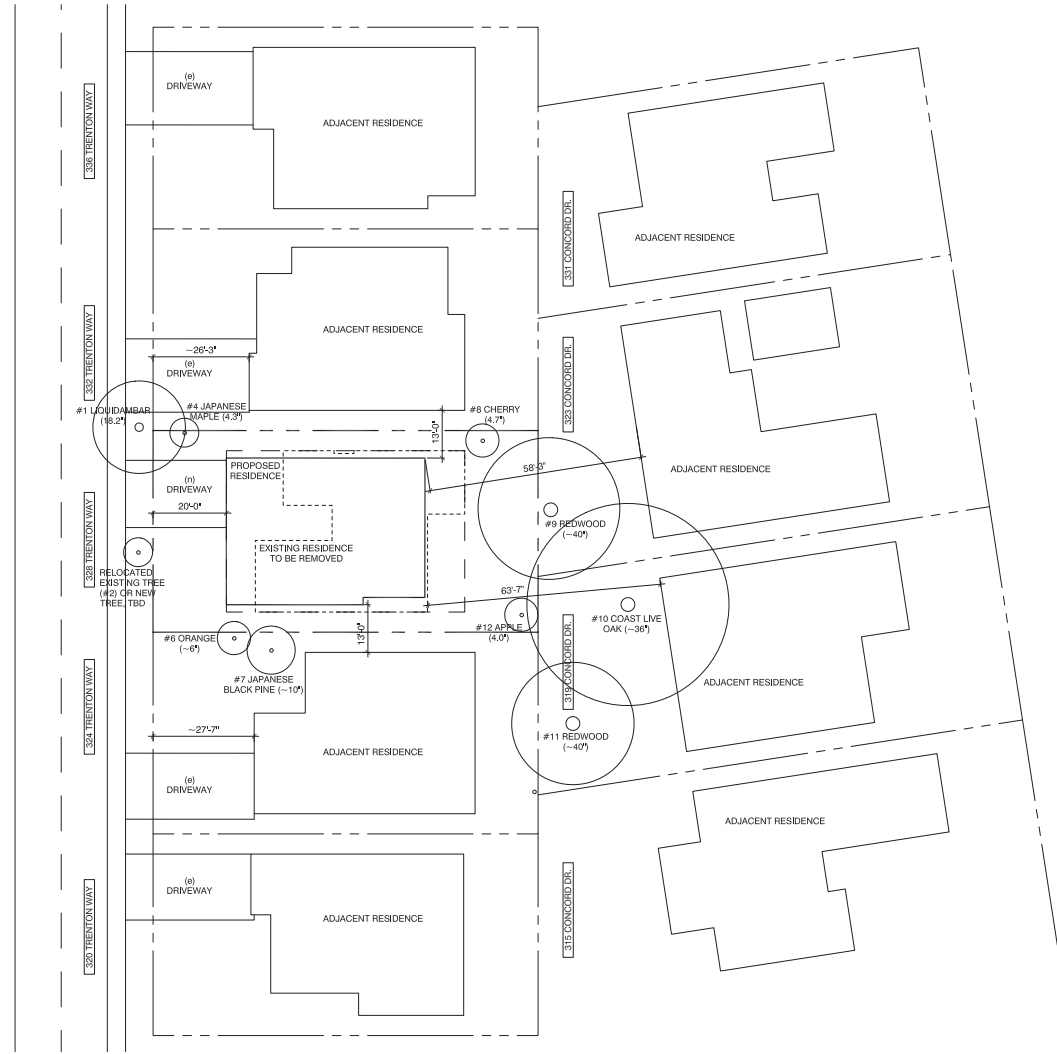 (e)
DRIVEWAY
336 TRENTON WAY
ADJACENT RESIDENCE
331 CONCORD DR.
ADJACENT RESIDENCE
332 TRENTON WAY
~26'-3"
(e)
DRIVEWAY
ADJACENT RESIDENCE
323 CONCORD DR.
ADJACENT RESIDENCE
#1 LIQUIDAMBAR
(18.2")
#4 JAPANESE
MAPLE (4.3")
13'-0"
#8 CHERRY
(4.7")
58'-3"
PROPOSED
RESIDENCE
(n)
DRIVEWAY
20'-0"
328 TRENTON WAY
EXISTING RESIDENCE
TO BE REMOVED
#9 REDWOOD
(~40")
RELOCATED
EXISTING TREE
(#2) OR NEW
TREE, TBD
63'-7"
#10 COAST LIVE
OAK (~36")
#12 APPLE
(4.0")
13'-0"
#6 ORANGE
(~6")
#7 JAPANESE
BLACK PINE (~10")
319 CONCORD DR.
ADJACENT RESIDENCE
324 TRENTON WAY
~27'-7"
(e)
DRIVEWAY
ADJACENT RESIDENCE
#11 REDWOOD
(~40")
ADJACENT RESIDENCE
320 TRENTON WAY
(e)
DRIVEWAY
ADJACENT RESIDENCE
315 CONCORD DR.